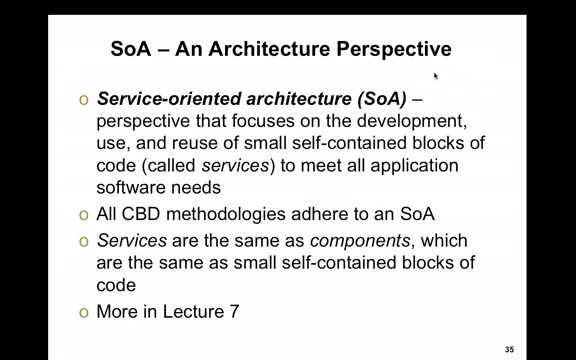 SoA – An Architecture Perspective
o Service-oriented architecture (SoA) –
perspective that focuses on the development,
use, and reuse of small self-contained blocks of
code (called services) to meet all application
software needs
o All CBD methodologies adhere to an SoA
o Services are the same as components, which
are the same as small self-contained blocks of
code
o More in Lecture 7
35